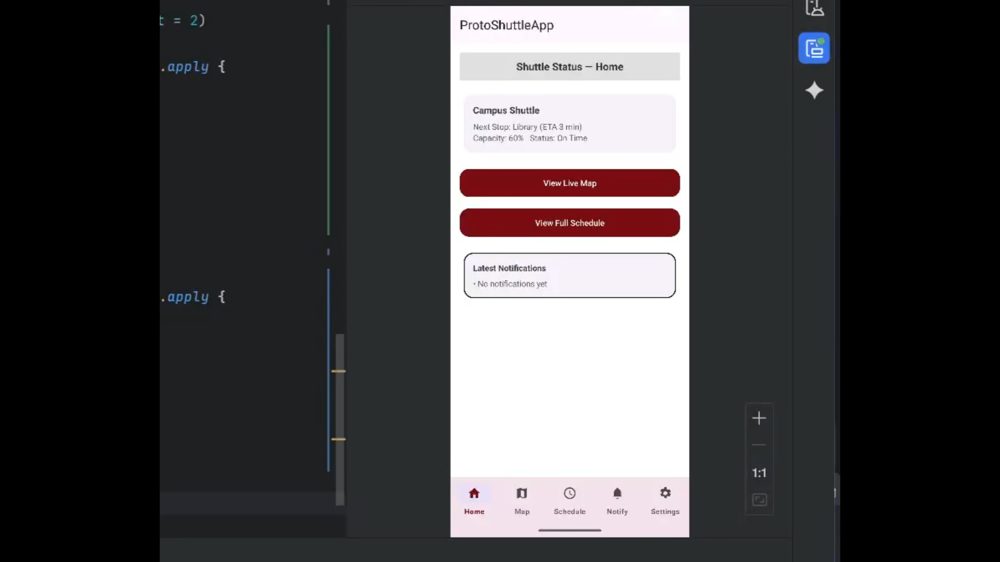 t = 2)
.apply {
.apply {
ProtoShuttleApp
Shuttle Status — Home
Campus Shuttle
Next Stop: Library (ETA 3 min)
Capacity: 60%   Status: On Time
View Live Map
View Full Schedule
Latest Notifications
• No notifications yet
Home
Map
Schedule
Notify
Settings
1:1